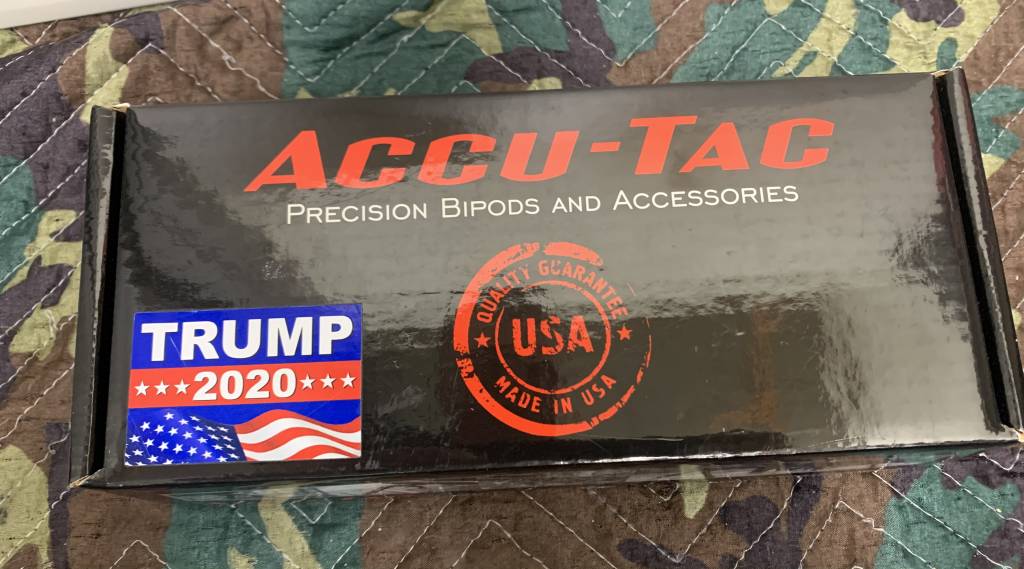 ACCU-TAC
PRECISION BIPODS AND ACCESSORIES
QUALITY GUARANTEE
USA
MADE IN USA
TRUMP
2020